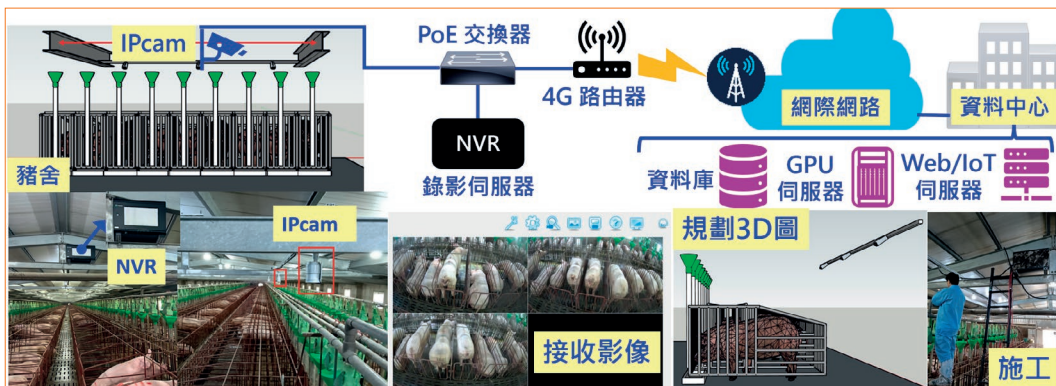 IPcam
PoE 交換器
4G 路由器
網際網路
資料中心
NVR
錄影伺服器
豬舍
資料庫
GPU
伺服器
Web/IoT
伺服器
NVR
IPcam
接收影像
規劃3D圖
施工